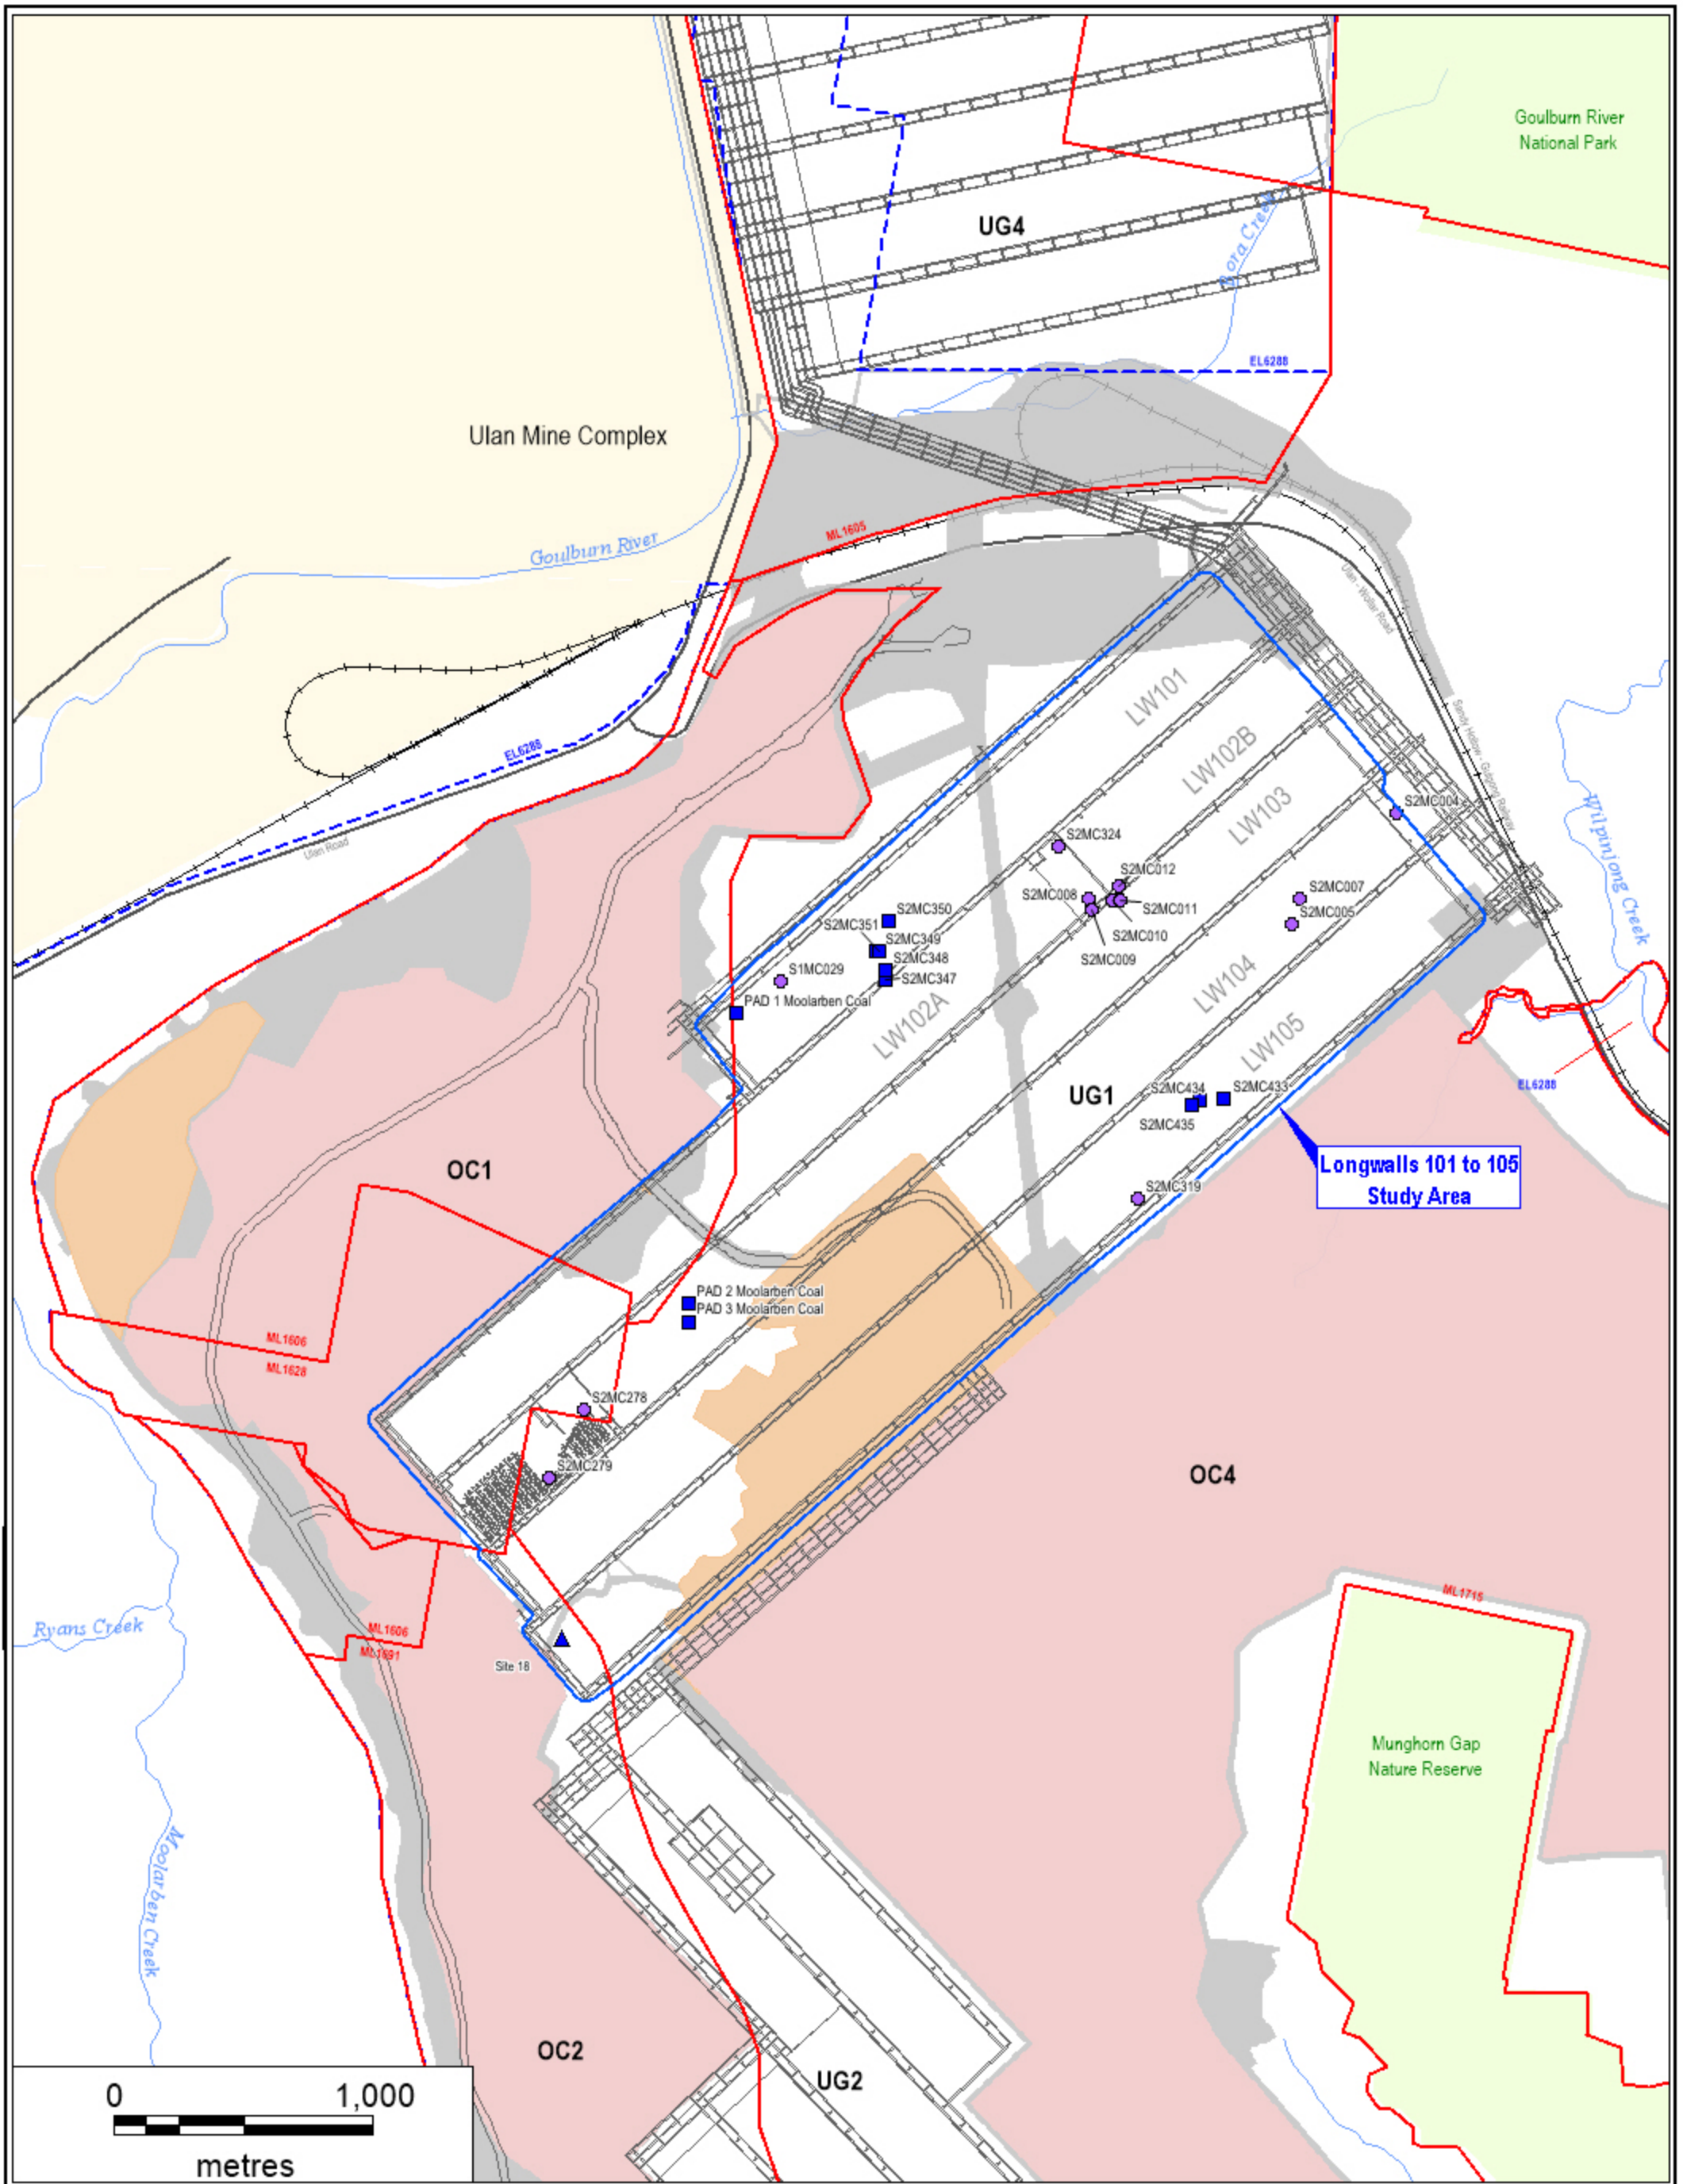 Goulburn River
National Park
UG4
Bora Creek
EL6288
Ulan Mine Complex
ML1605
Goulburn River
Ulan - Wollar Road
LW101
EL6288
Sandy Hollow - Gulgong Railway
LW102B
Wilpinjong Creek
S2MC004
LW103
Ulan Road
S2MC324
S2MC012
S2MC008
S2MC007
S2MC350
S2MC011
S2MC005
S2MC351
S2MC349
S2MC010
S2MC348
S2MC009
S1MC029
S2MC347
LW104
PAD 1 Moolarben Coal
LW102A
LW105
EL6288
UG1
S2MC434
S2MC433
S2MC435
OC1
Longwalls 101 to 105
Study Area
S2MC319
PAD 2 Moolarben Coal
PAD 3 Moolarben Coal
ML1606
ML1628
S2MC278
S2MC279
OC4
ML1715
Ryans Creek
ML1606
ML1691
Site 18
Munghorn Gap
Nature Reserve
Moolarben Creek
OC2
UG2
0 1,000
metres